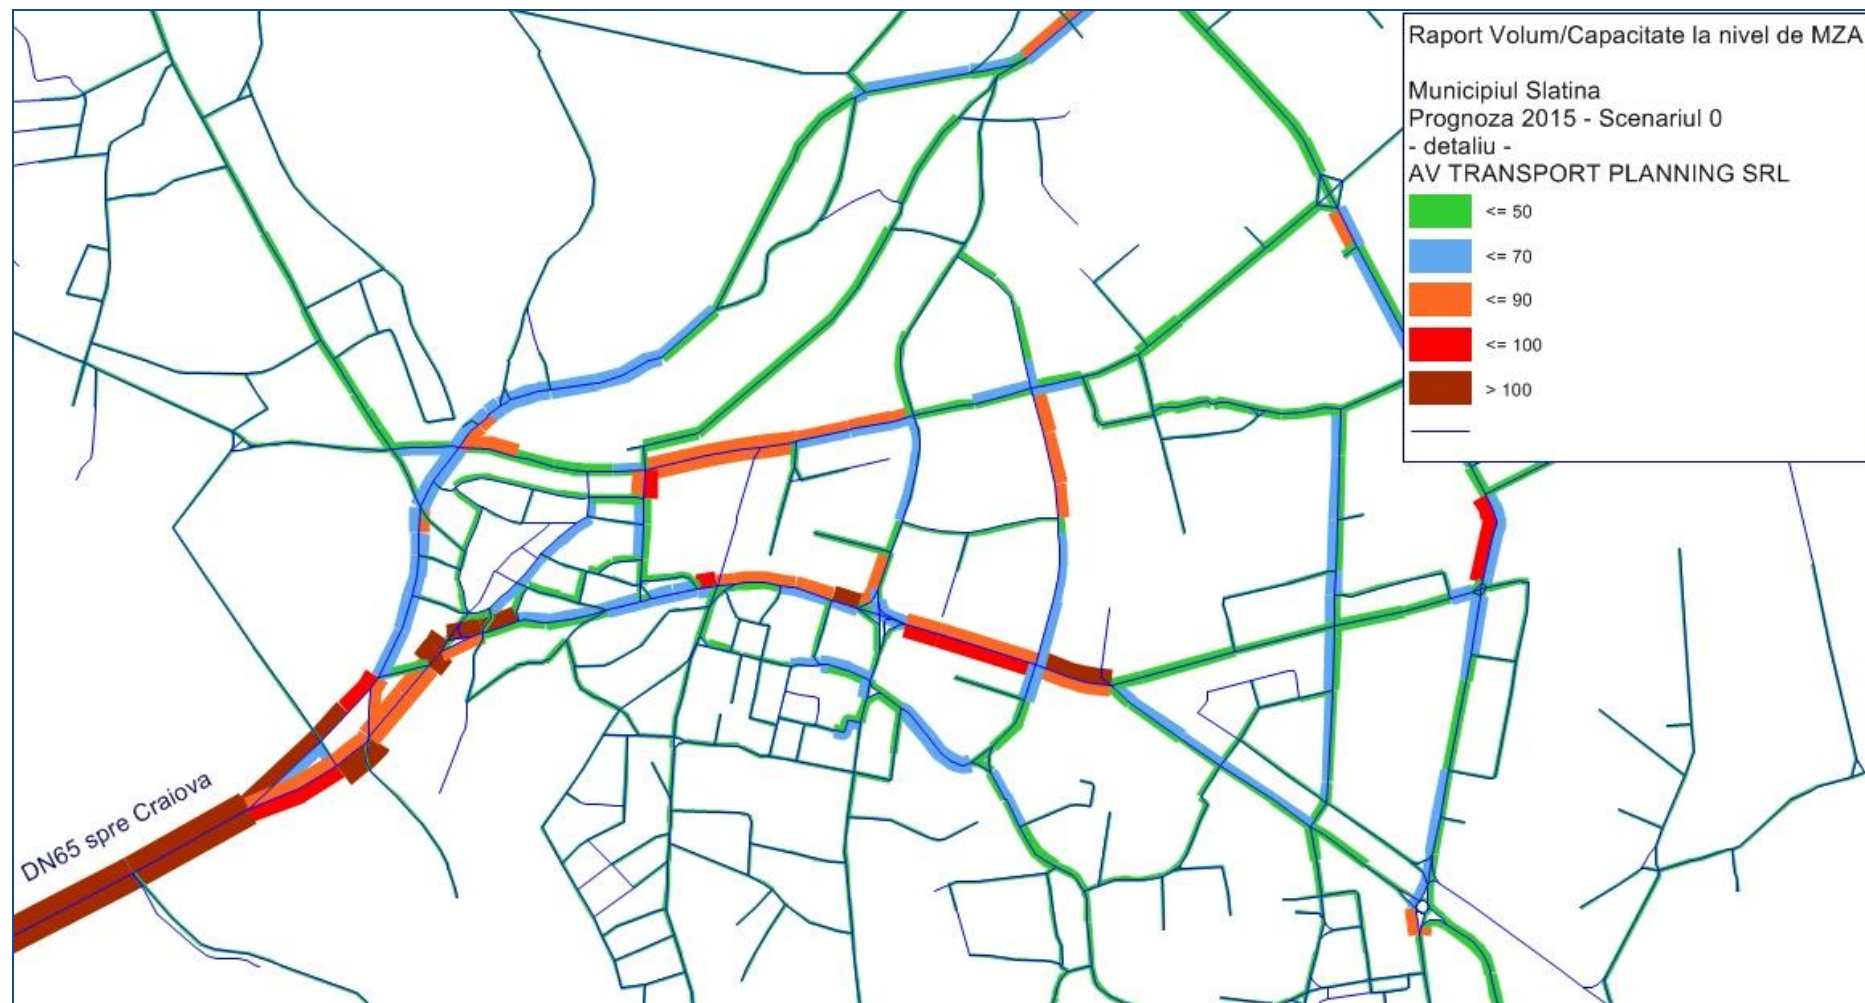 Raport Volum/Capacitate la nivel de MZA
Municipiul Slatina
Prognoza 2015 - Scenariul 0
- detaliu -
AV TRANSPORT PLANNING SRL
<= 50
<= 70
<= 90
<= 100
> 100
DN65 spre Craiova